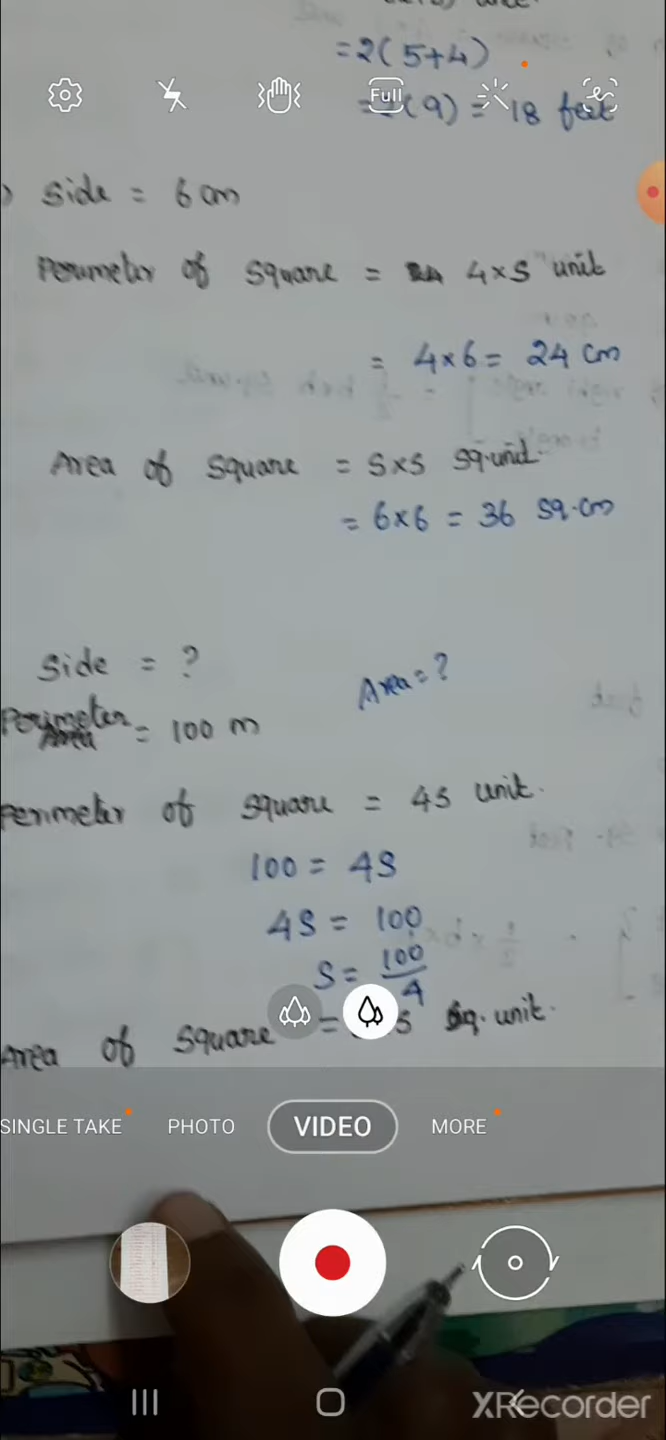 =2(5+4)
Full
(9) = 18 feet
Side = 6 cm
Perimeter of square = 4×S unit
= 4×6 = 24 cm
Area of square = S×S sq.unit
= 6×6 = 36 sq.cm
Side = ?
Area = ?
Perimeter = 100 m
Perimeter of square = 4S unit.
100 = 4S
4S = 100
S = 100
4
Area of square = S sq. unit.
SINGLE TAKE PHOTO VIDEO MORE
XRecorder